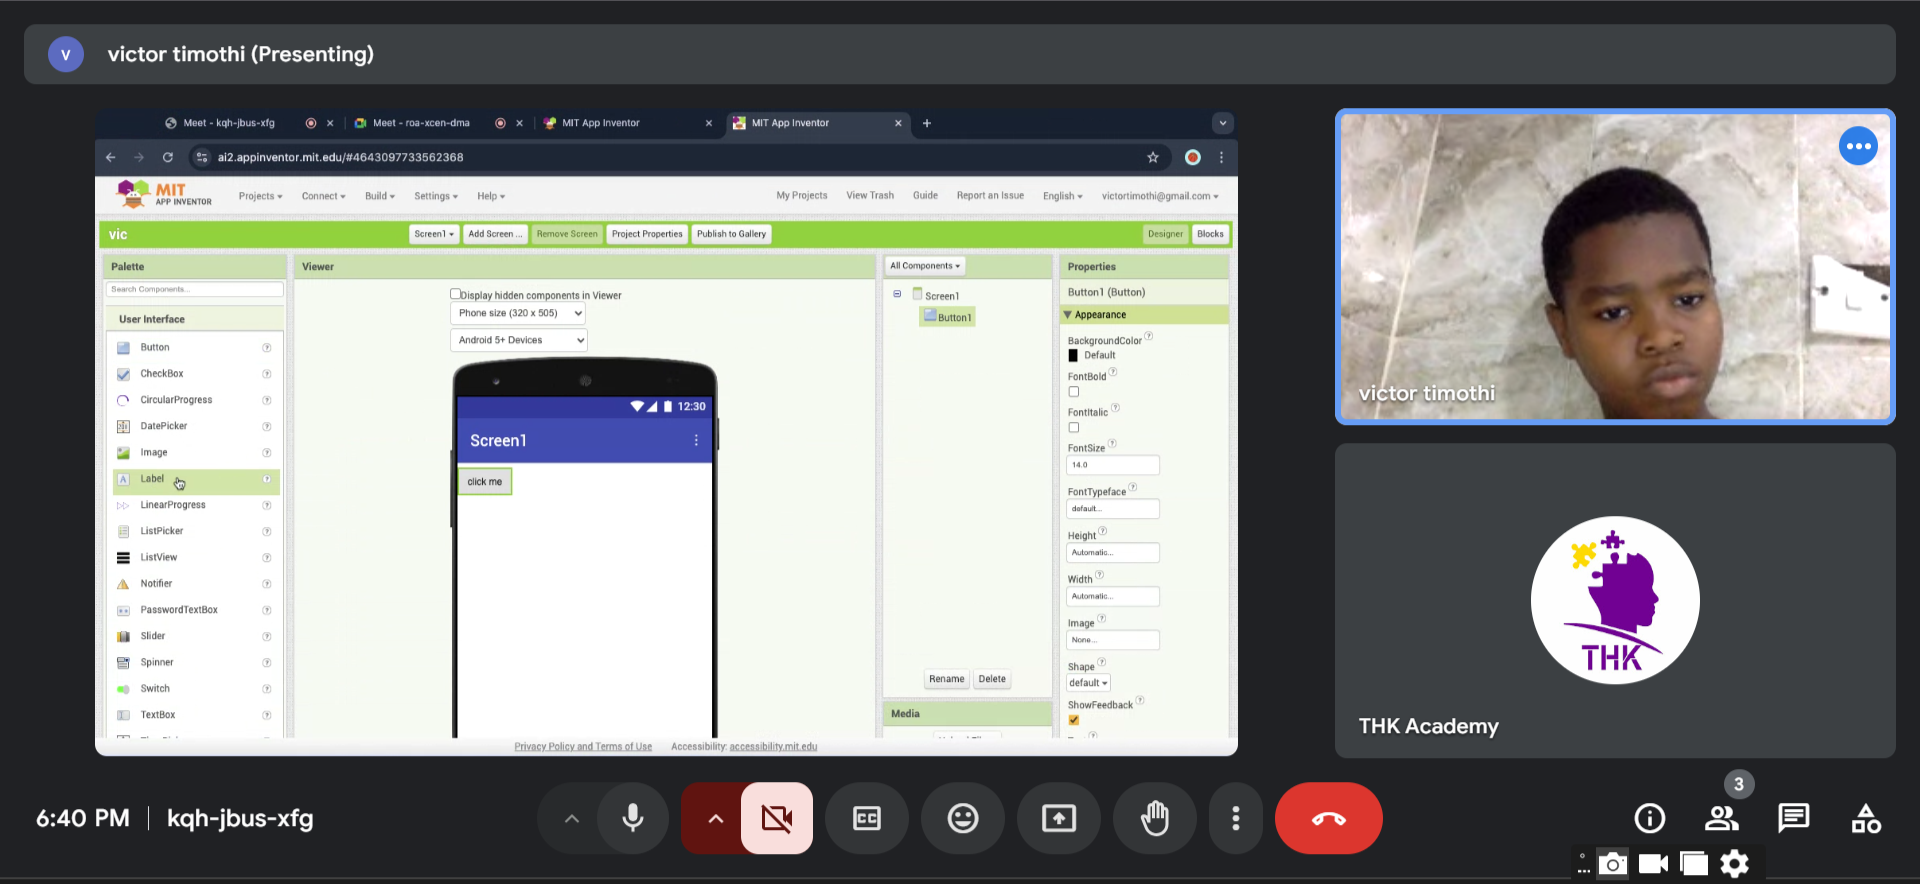 V victor timothi (Presenting)
Meet - kqh-jbus-xfg
Meet - roa-xcen-dma
MIT App Inventor
MIT App Inventor
ai2.appinventor.mit.edu/#4643097733562368
MIT
APP INVENTOR
Projects
Connect
Build
Settings
Help
My Projects
View Trash
Guide
Report an Issue
English
victortimothi@gmail.com
vic
Screen1
Add Screen ...
Remove Screen
Project Properties
Publish to Gallery
Designer
Blocks
Palette
Search Components...
User Interface
Button
CheckBox
CircularProgress
DatePicker
Image
Label
LinearProgress
ListPicker
ListView
Notifier
PasswordTextBox
Slider
Spinner
Switch
TextBox
Viewer
Display hidden components in Viewer
Phone size (320 x 505)
Android 5+ Devices
12:30
Screen1
click me
All Components
Screen1
Button1
Rename
Delete
Media
Properties
Button1 (Button)
Appearance
BackgroundColor
Default
FontBold
FontItalic
FontSize
14.0
FontTypeface
default...
Height
Automatic...
Width
Automatic...
Image
None...
Shape
default
ShowFeedback
Privacy Policy and Terms of Use
Accessibility: accessibility.mit.edu
victor timothi
THK
THK Academy
6:40 PM
kqh-jbus-xfg
CC
3